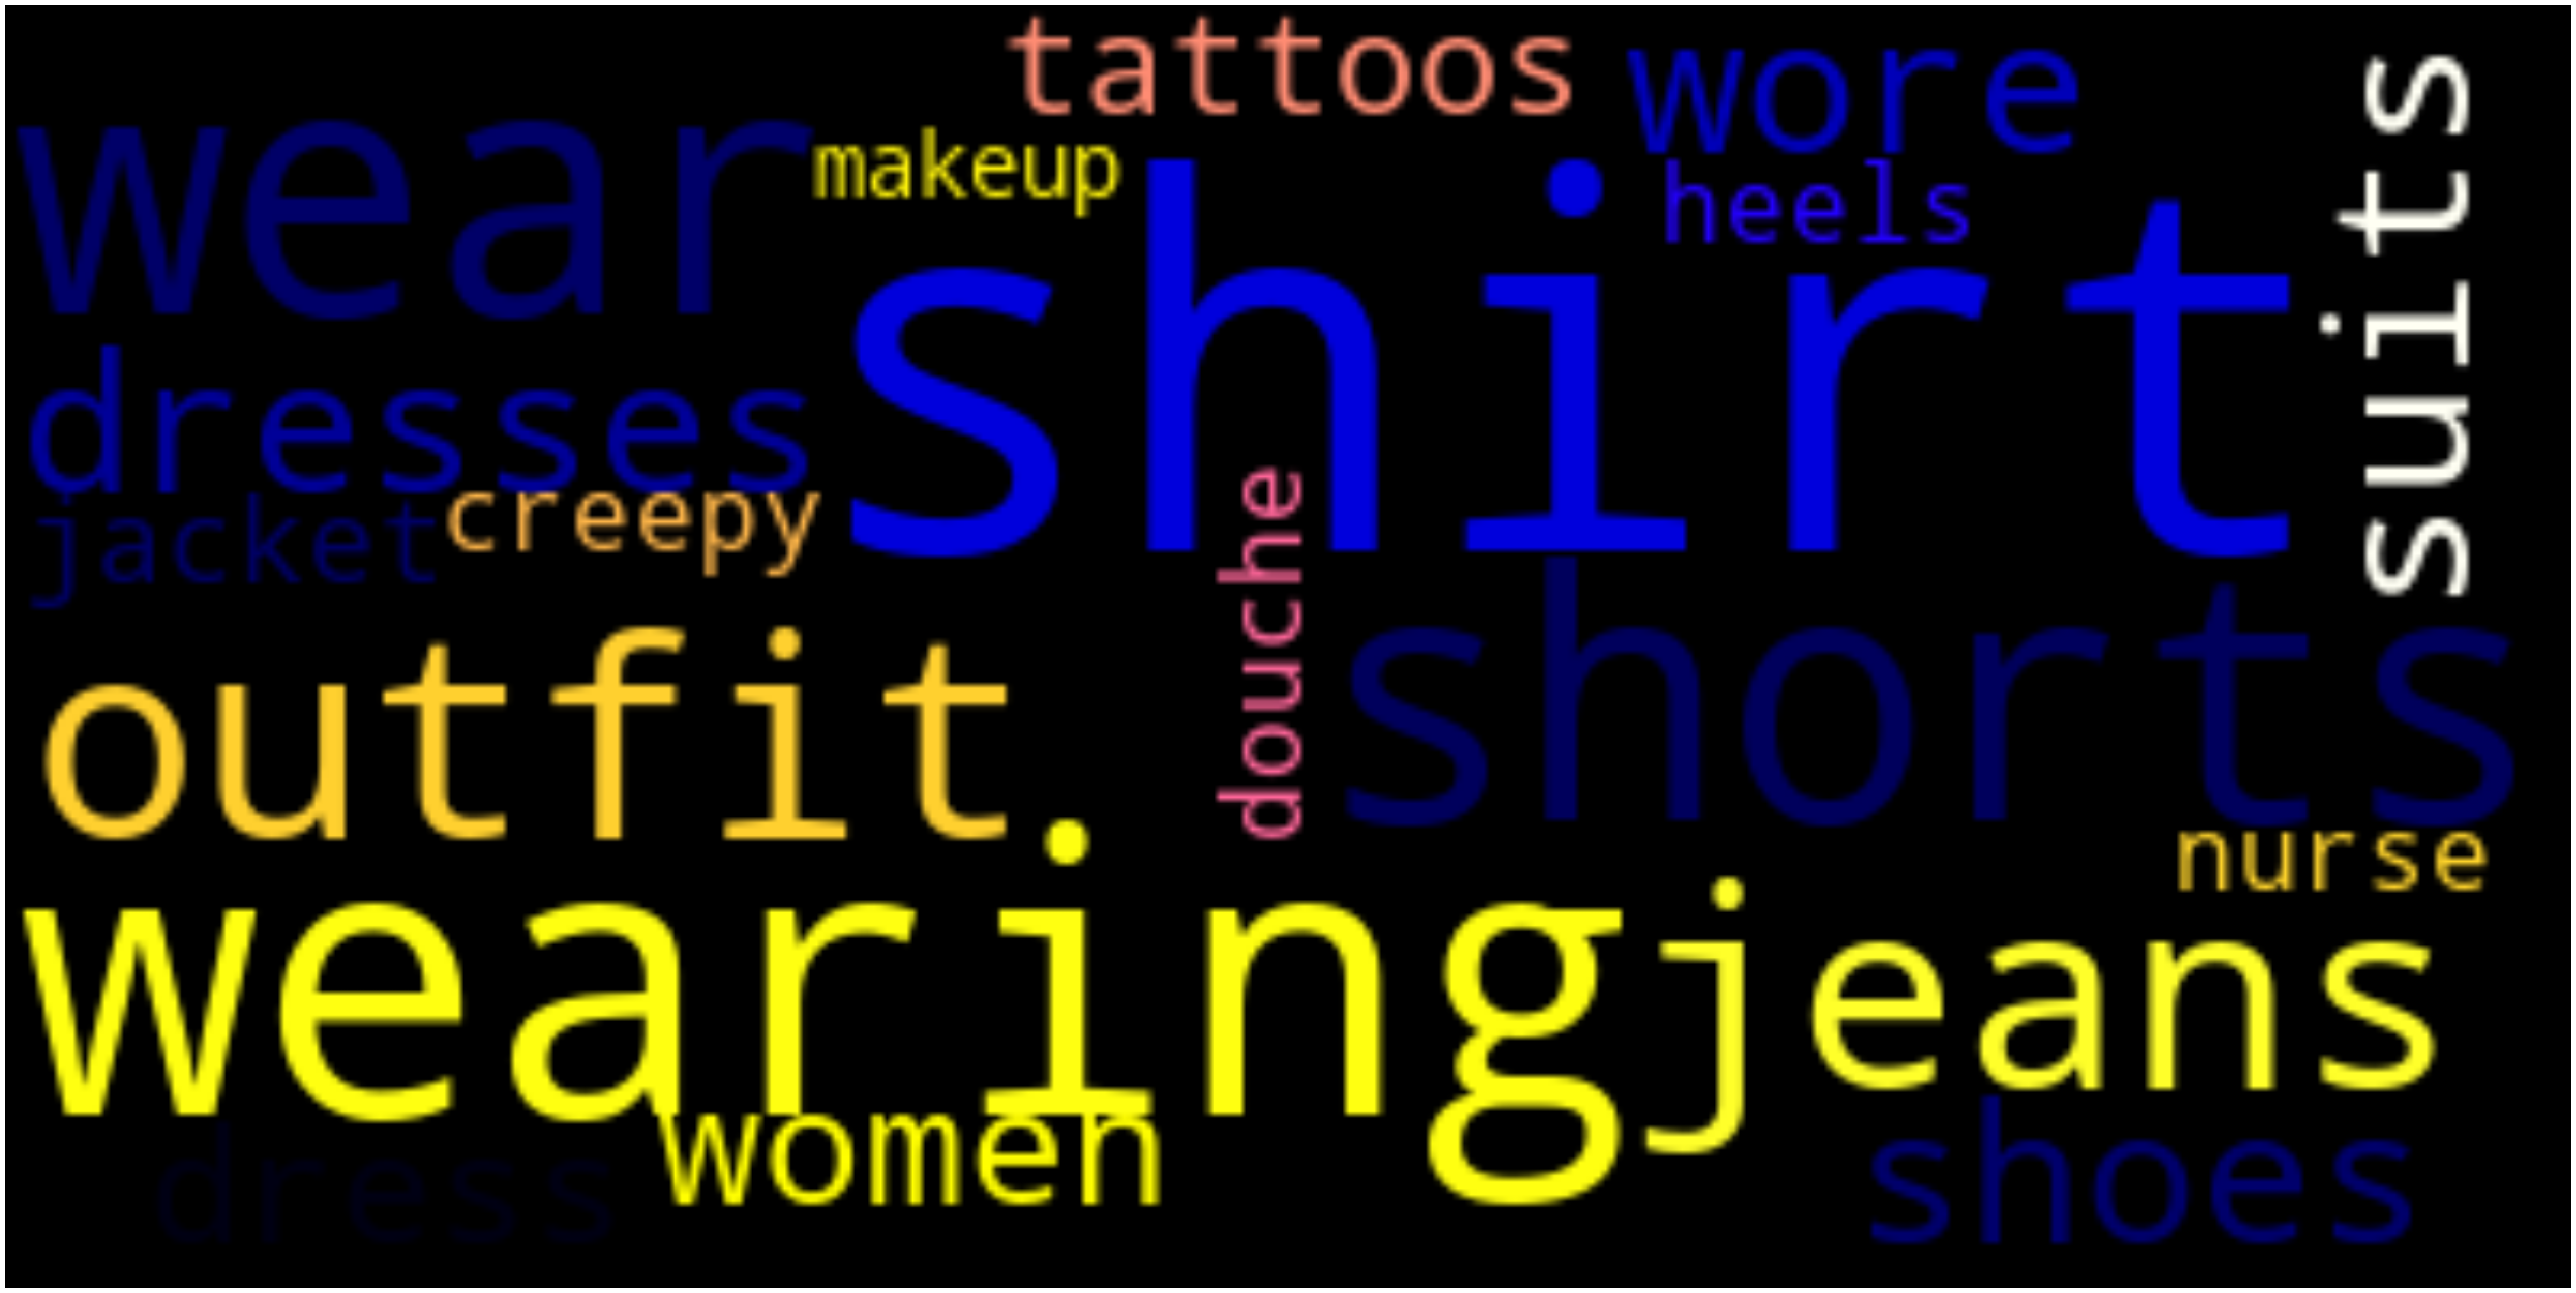 tattoos
wore
suits
wear
makeup
heels
shirt
dresses
jacket
creepy
douche
outfit
shorts
nurse
wearing
jeans
women
dress
shoes